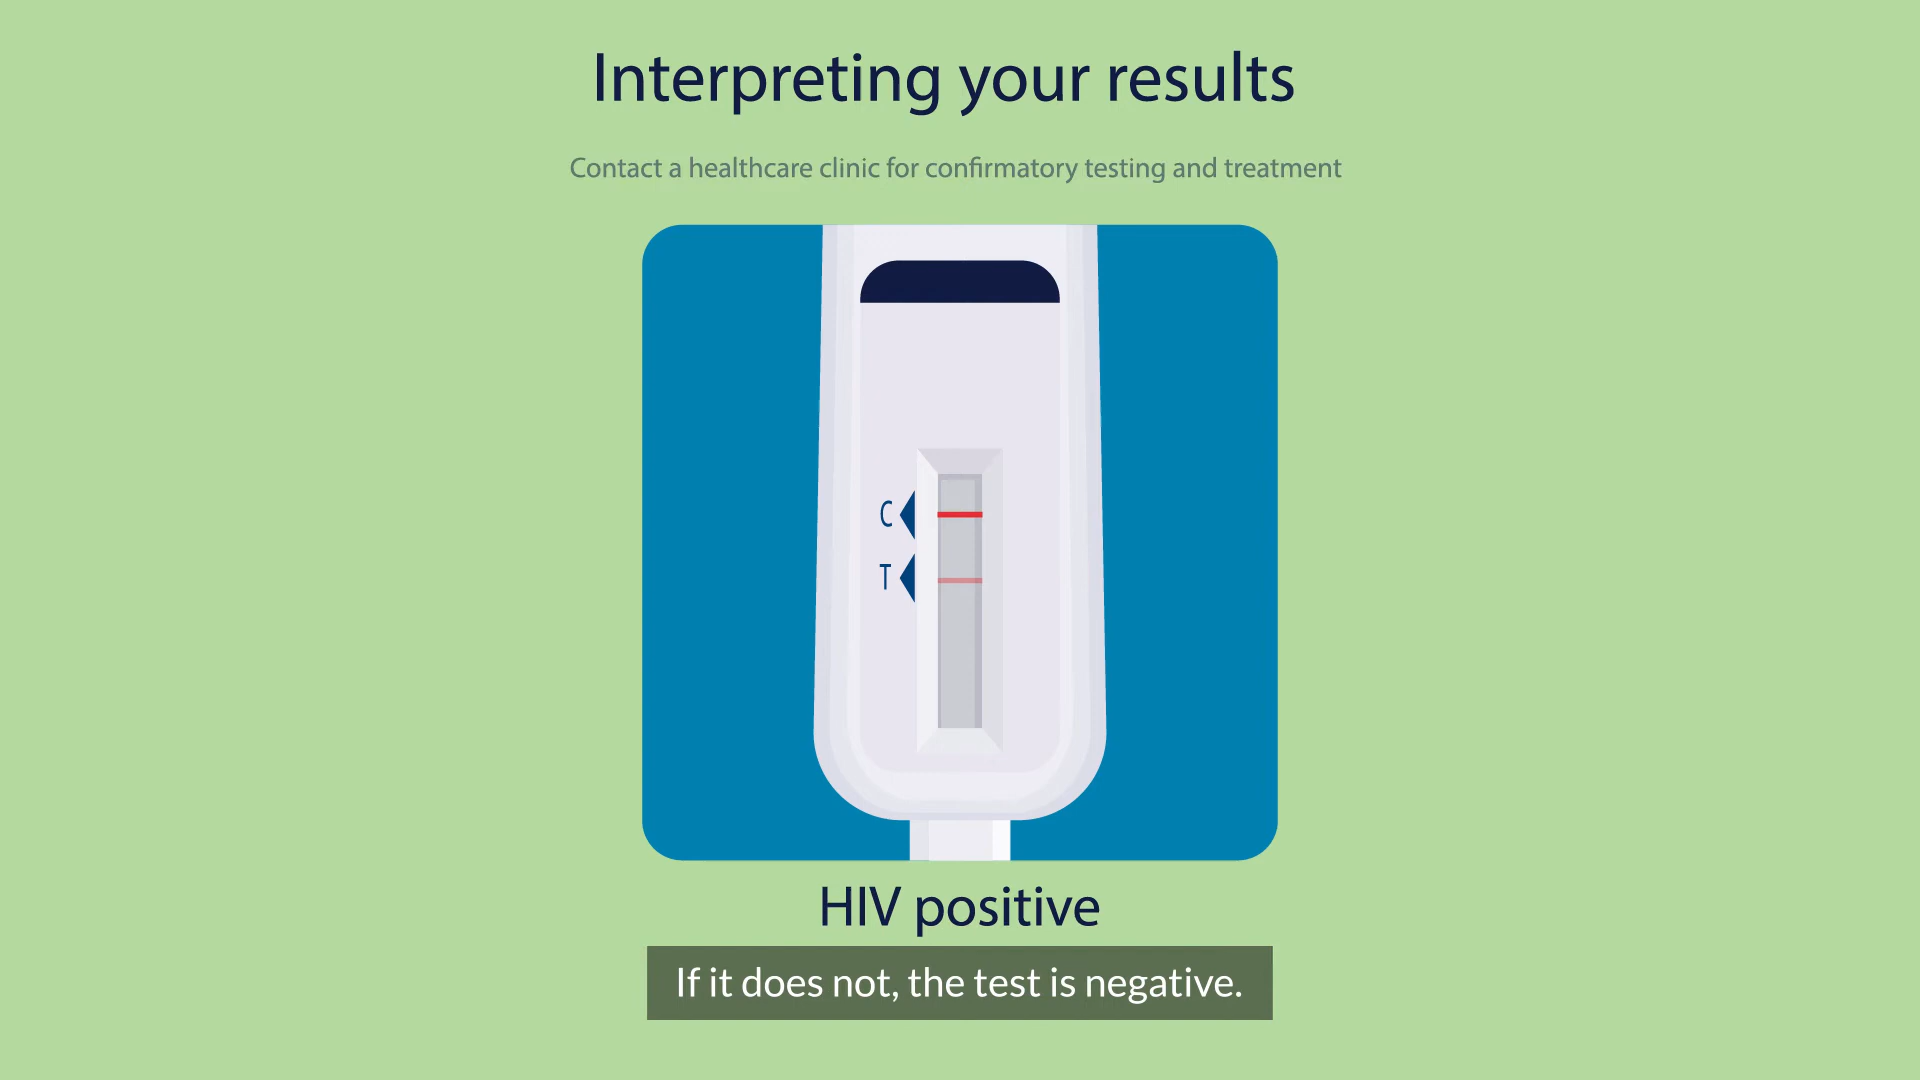 Interpreting your results
Contact a healthcare clinic for confirmatory testing and treatment
C
T
HIV positive
If it does not, the test is negative.